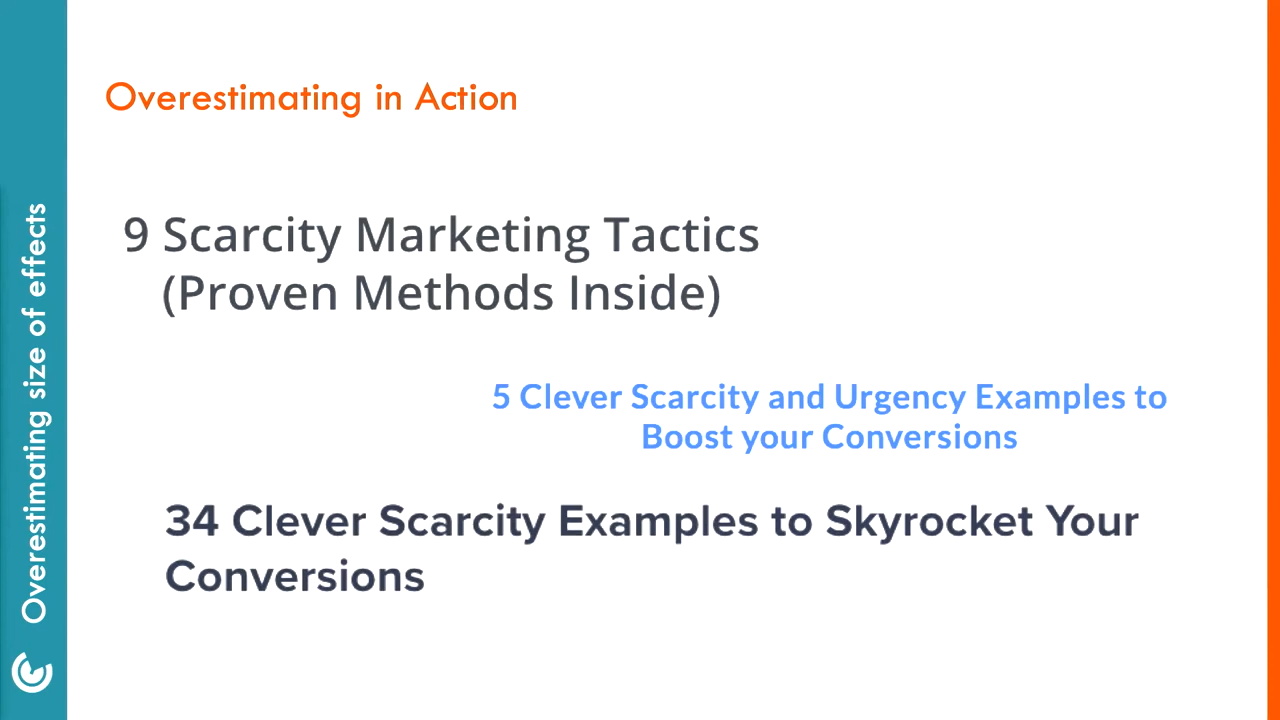 Overestimating in Action
9 Scarcity Marketing Tactics
(Proven Methods Inside)
5 Clever Scarcity and Urgency Examples to
Boost your Conversions
34 Clever Scarcity Examples to Skyrocket Your
Conversions
Overestimating size of effects